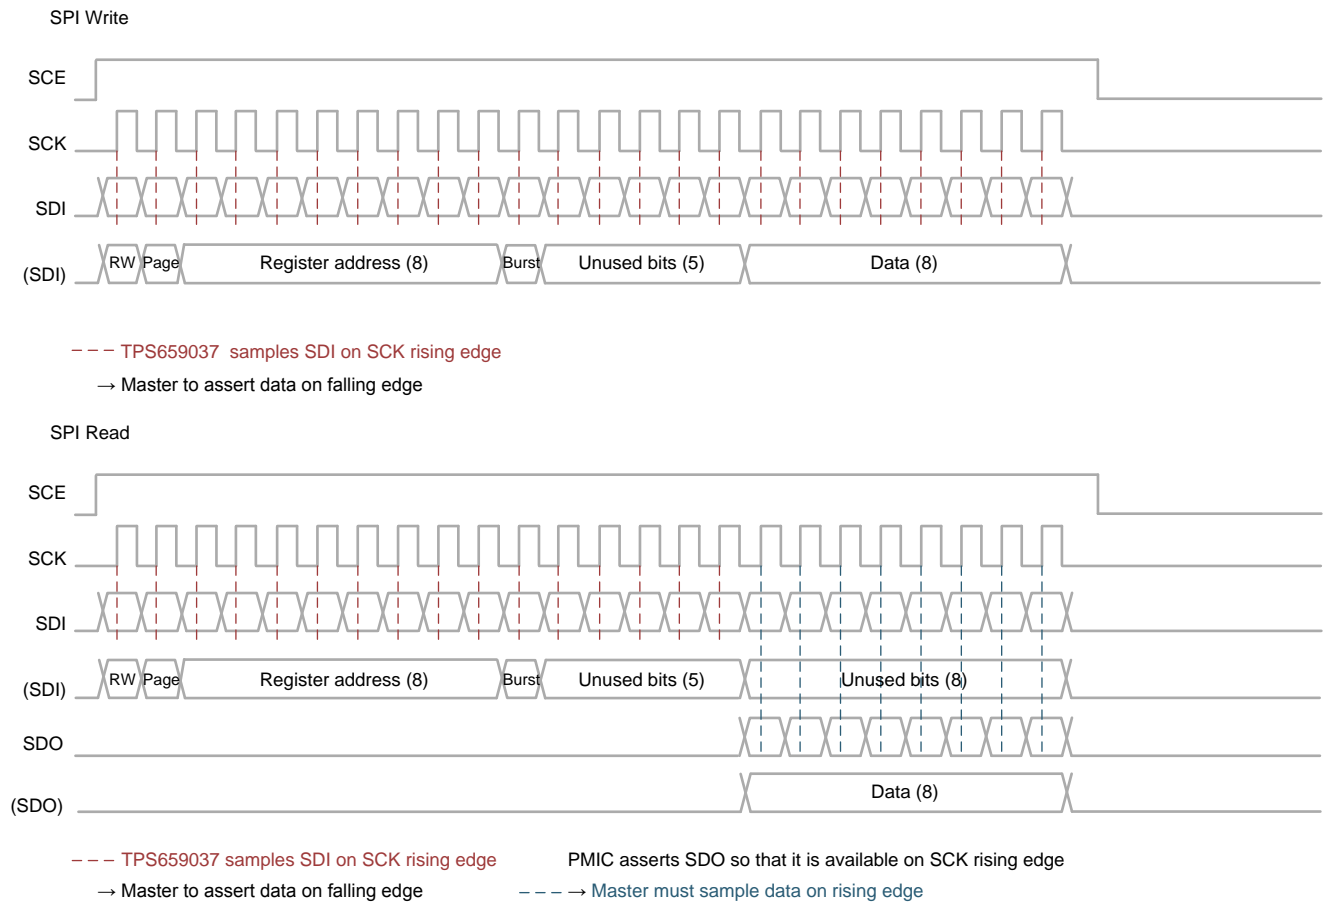 SPI Write
SCE
SCK
SDI
(SDI) RW Page Register address (8) Burst Unused bits (5) Data (8)
– – – TPS659037 samples SDI on SCK rising edge
→ Master to assert data on falling edge
SPI Read
SCE
SCK
SDI
(SDI) RW Page Register address (8) Burst Unused bits (5) Unused bits (8)
SDO
(SDO) Data (8)
– – – TPS659037 samples SDI on SCK rising edge PMIC asserts SDO so that it is available on SCK rising edge
→ Master to assert data on falling edge – – – → Master must sample data on rising edge